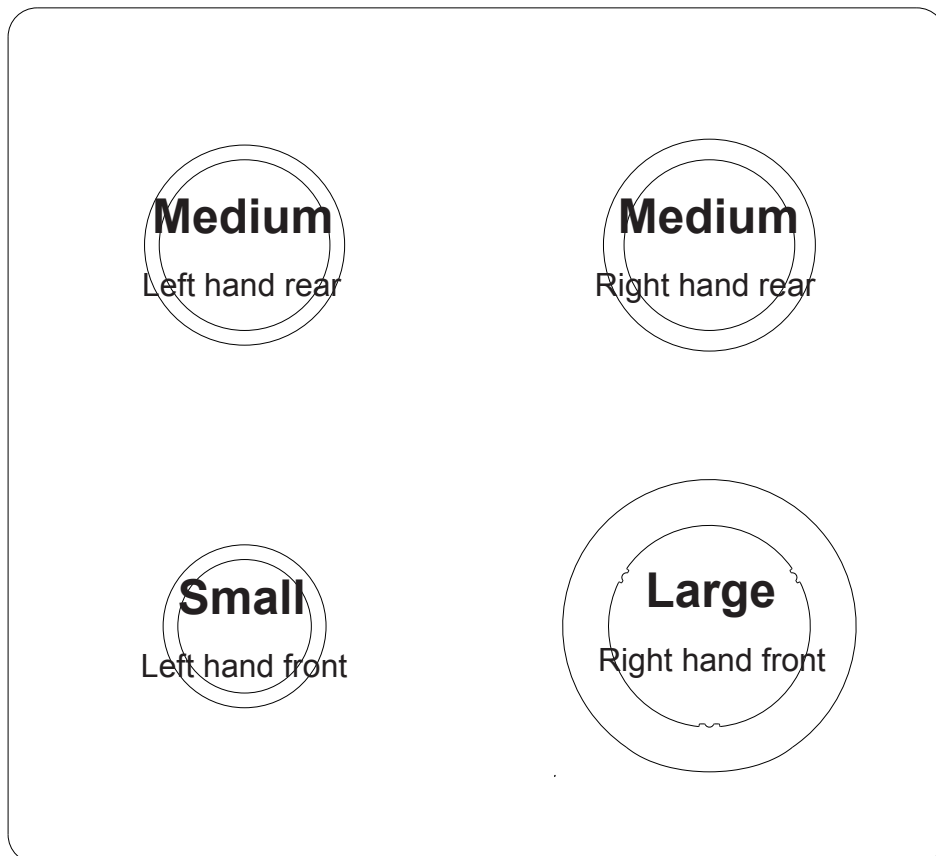 Medium
Left hand rear
Medium
Right hand rear
Small
Left hand front
Large
Right hand front